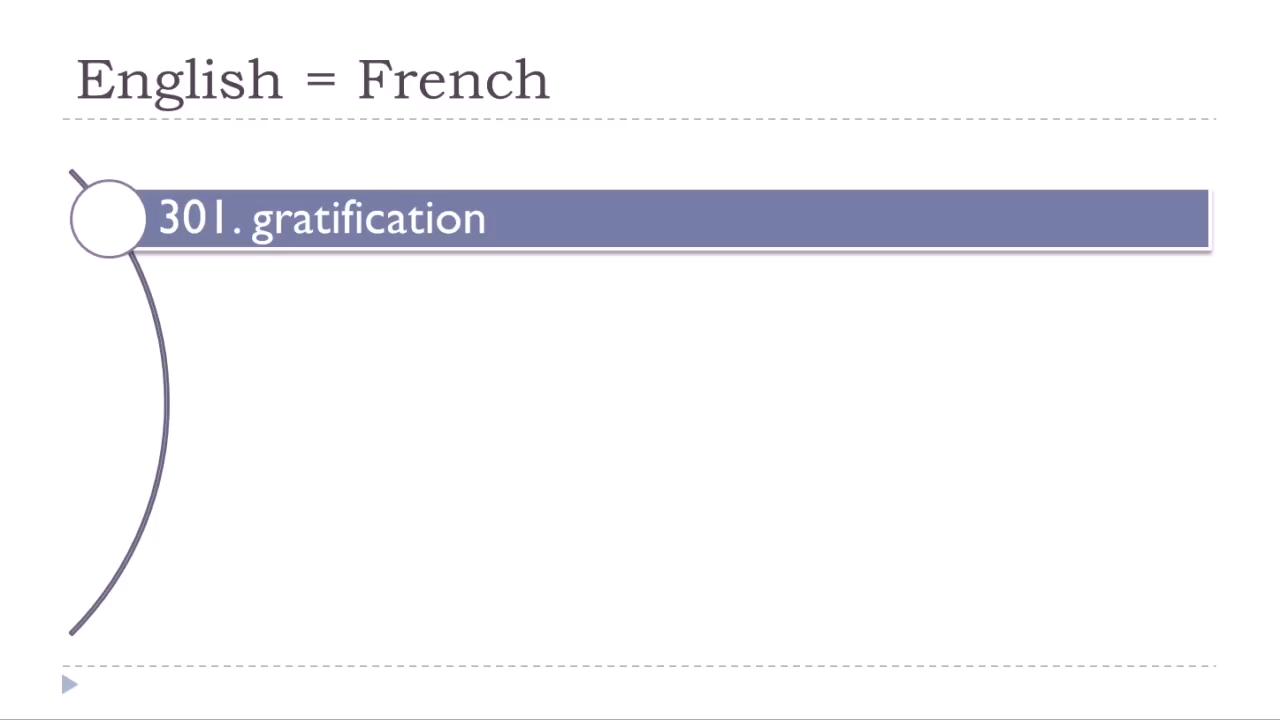 English = French
301. gratification